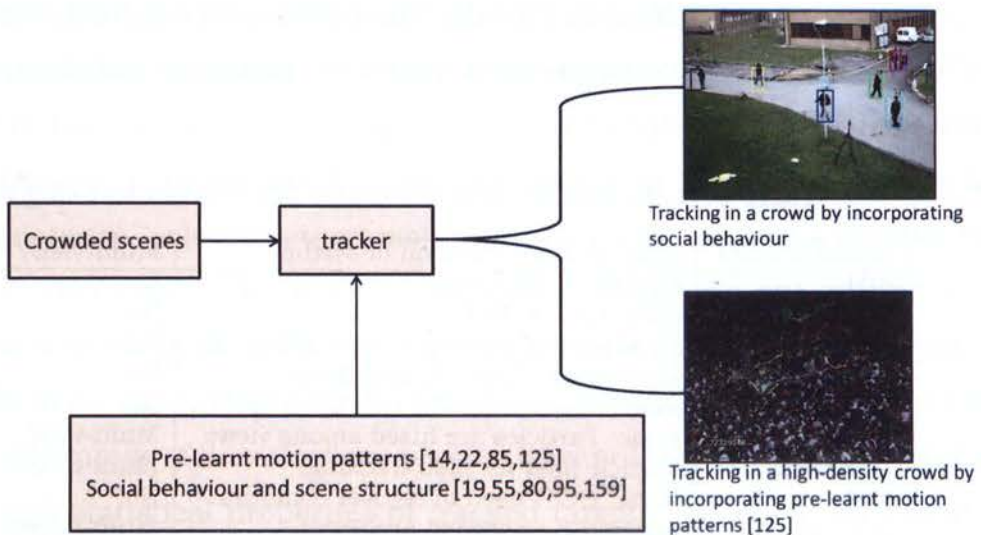 Crowded scenes
tracker
Tracking in a crowd by incorporating
social behaviour
Pre-learnt motion patterns [14,22,85,125]
Social behaviour and scene structure [19,55,80,95,159]
Tracking in a high-density crowd by
incorporating pre-learnt motion
patterns [125]